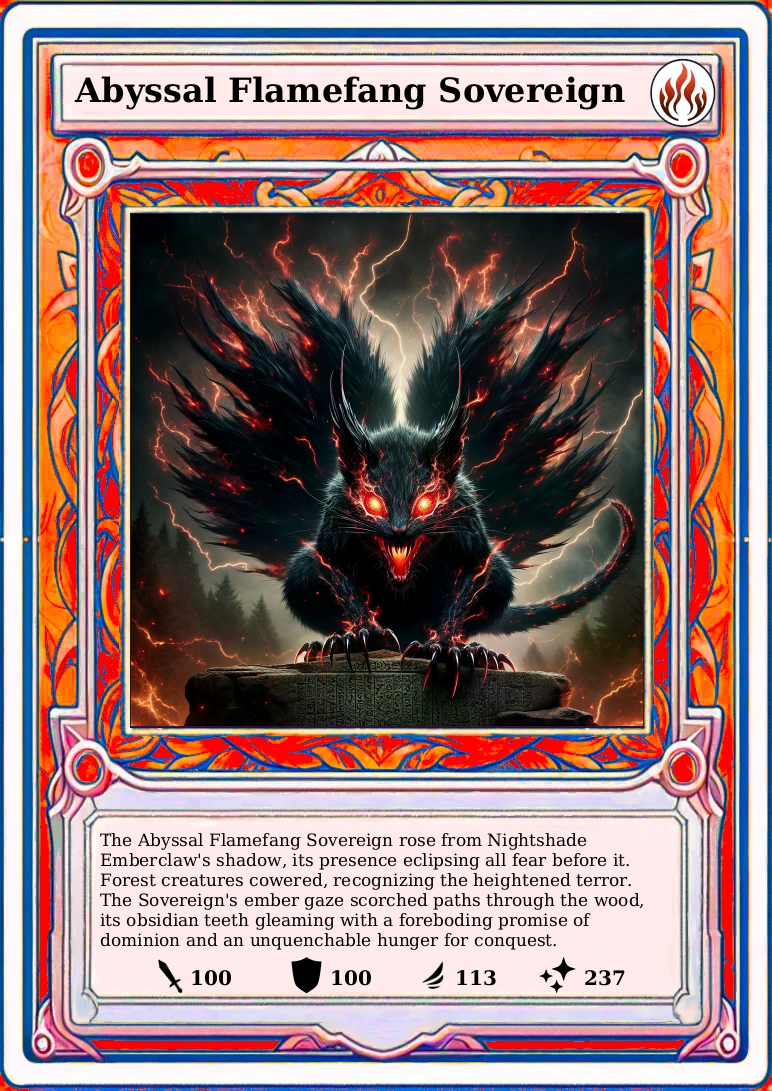 Abyssal Flamefang Sovereign
The Abyssal Flamefang Sovereign rose from Nightshade
Emberclaw's shadow, its presence eclipsing all fear before it.
Forest creatures cowered, recognizing the heightened terror.
The Sovereign's ember gaze scorched paths through the wood,
its obsidian teeth gleaming with a foreboding promise of
dominion and an unquenchable hunger for conquest.
100 100 113 237